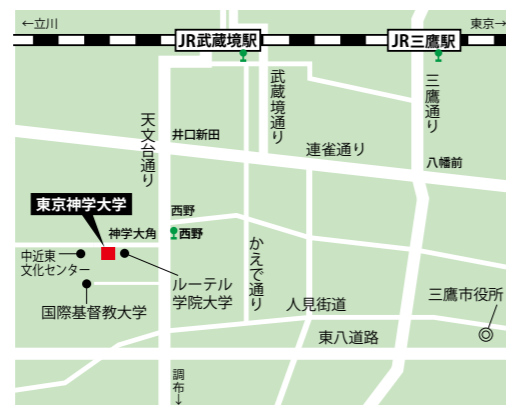 ←立川
東京→
JR武蔵境駅
JR三鷹駅
武蔵境通り
三鷹通り
天文台通り
井口新田
連雀通り
八幡前
東京神学大学
西野
神学大角
西野
中近東
文化センター
ルーテル
学院大学
かえで通り
国際基督教大学
人見街道
三鷹市役所
東八道路
調布→